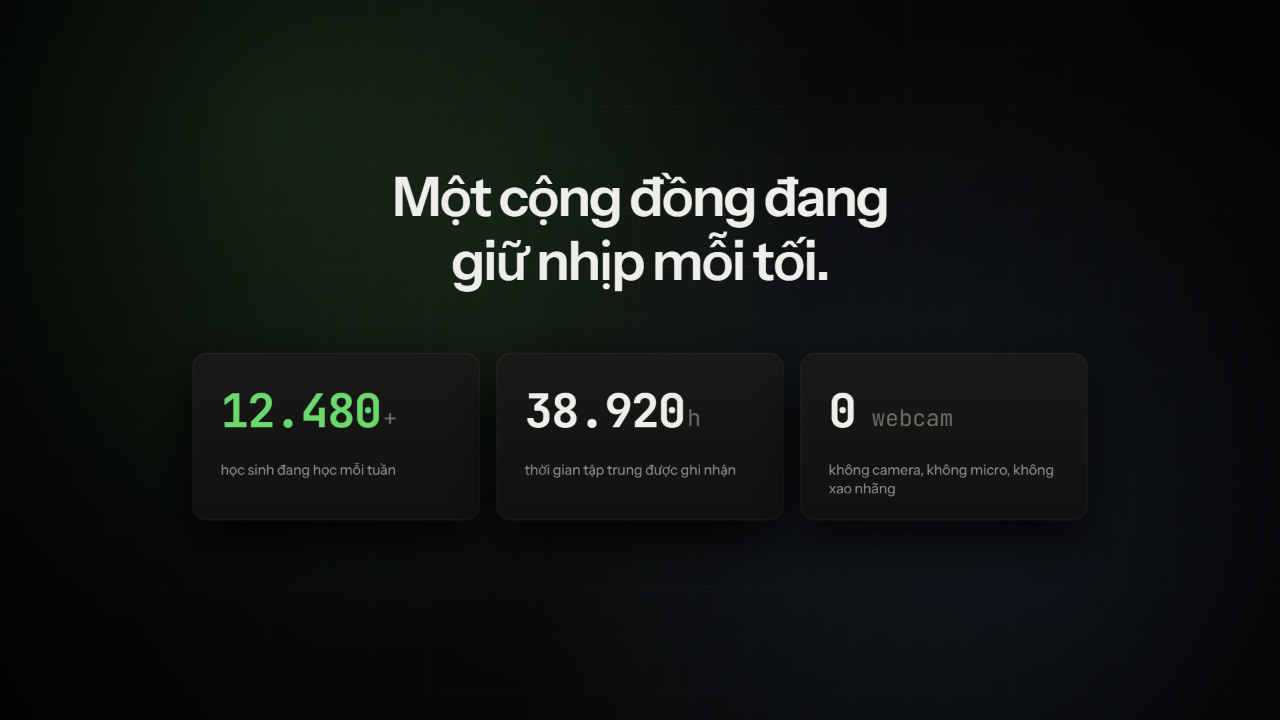 Một cộng đồng đang
giữ nhịp mỗi tối.
12.480+
học sinh đang học mỗi tuần
38.920h
thời gian tập trung được ghi nhận
0 webcam
không camera, không micro, không
xao nhãng